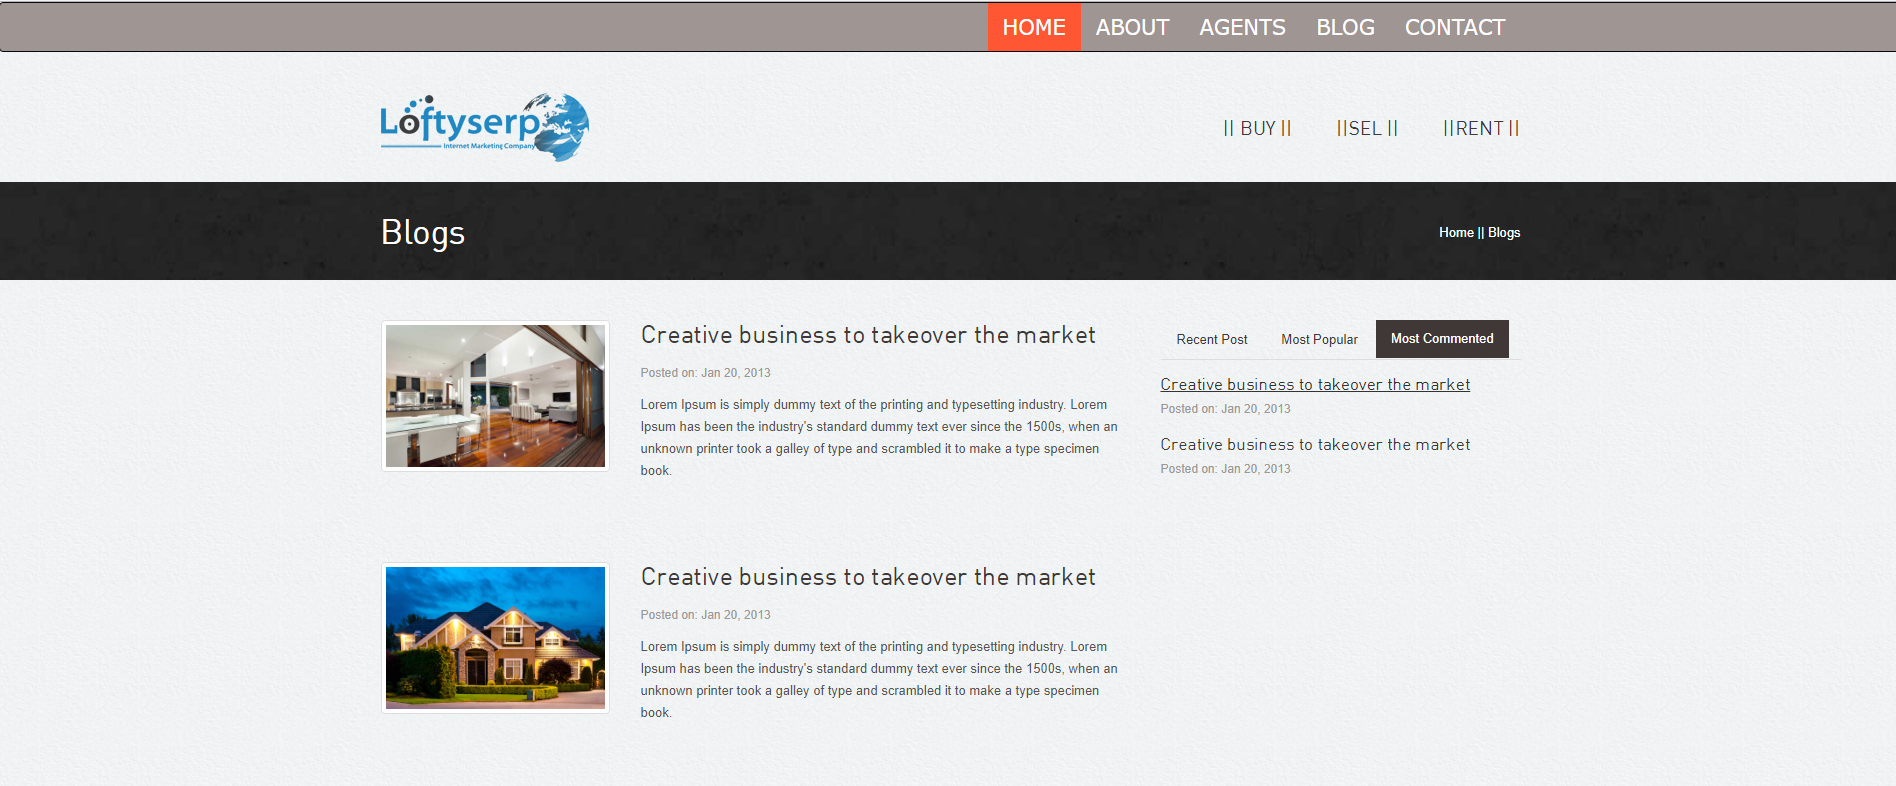 HOME ABOUT AGENTS BLOG CONTACT
Loftyserp
Internet Marketing Company
|| BUY || ||SEL || ||RENT ||
Blogs
Home || Blogs
Creative business to takeover the market
Posted on: Jan 20, 2013
Lorem Ipsum is simply dummy text of the printing and typesetting industry. Lorem
Ipsum has been the industry's standard dummy text ever since the 1500s, when an
unknown printer took a galley of type and scrambled it to make a type specimen
book.
Creative business to takeover the market
Posted on: Jan 20, 2013
Lorem Ipsum is simply dummy text of the printing and typesetting industry. Lorem
Ipsum has been the industry's standard dummy text ever since the 1500s, when an
unknown printer took a galley of type and scrambled it to make a type specimen
book.
Recent Post Most Popular Most Commented
Creative business to takeover the market
Posted on: Jan 20, 2013
Creative business to takeover the market
Posted on: Jan 20, 2013